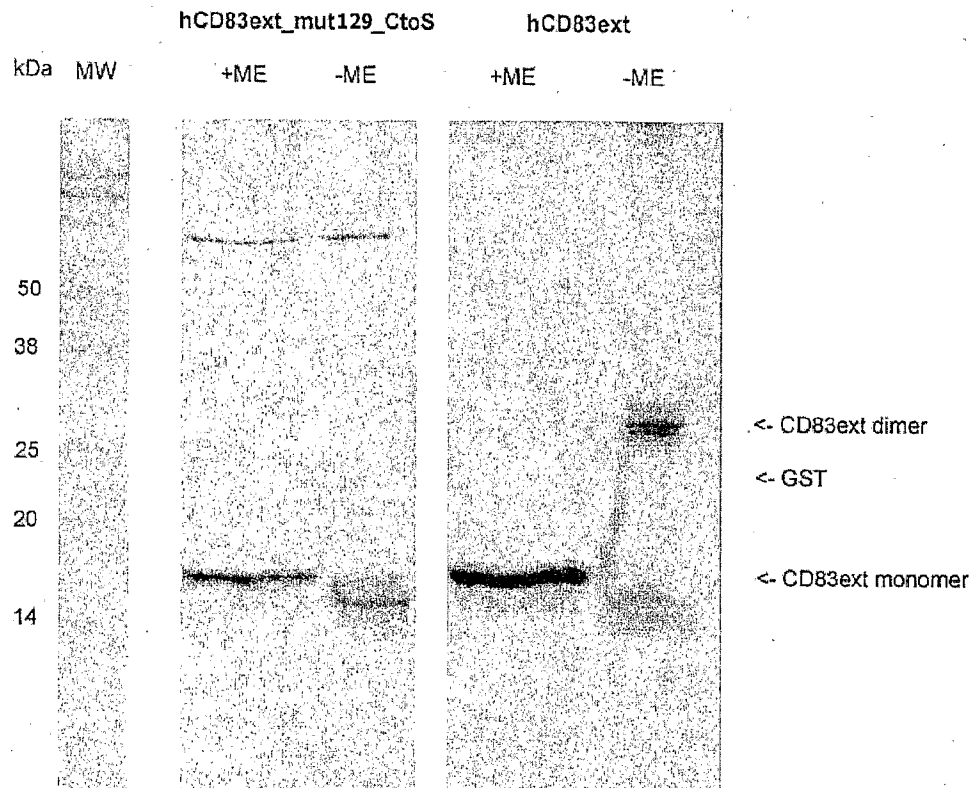 hCD83ext_mut129_CtoS hCD83ext
kDa MW +ME -ME +ME -ME
50
38
<- CD83ext dimer
25
<- GST
20
<- CD83ext monomer
14